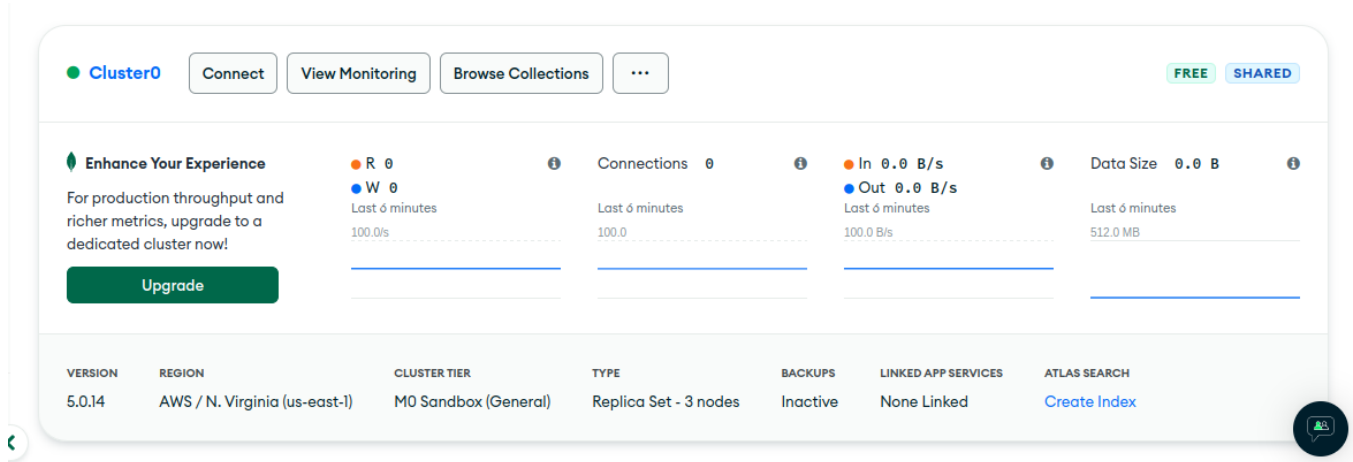 Cluster0 Connect View Monitoring Browse Collections ... FREE SHARED
Enhance Your Experience
For production throughput and
richer metrics, upgrade to a
dedicated cluster now!
Upgrade
R 0
W 0
Last 6 minutes
100.0/s
Connections 0
Last 6 minutes
100.0
In 0.0 B/s
Out 0.0 B/s
Last 6 minutes
100.0 B/s
Data Size 0.0 B
Last 6 minutes
512.0 MB
VERSION REGION CLUSTER TIER TYPE BACKUPS LINKED APP SERVICES ATLAS SEARCH
5.0.14 AWS / N. Virginia (us-east-1) M0 Sandbox (General) Replica Set - 3 nodes Inactive None Linked Create Index